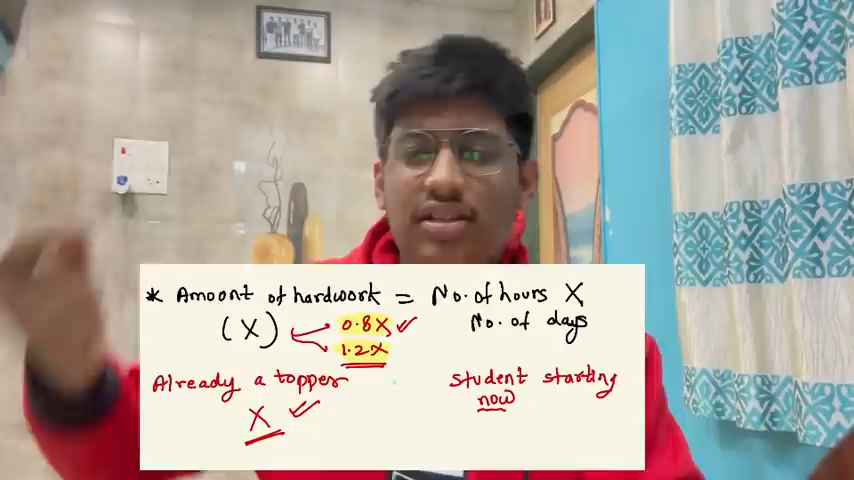 * Amount of hardwork = No. of hours X
No. of days
(X)
0.8X ✓
1.2X
Already a topper
X ✓
student starting
now